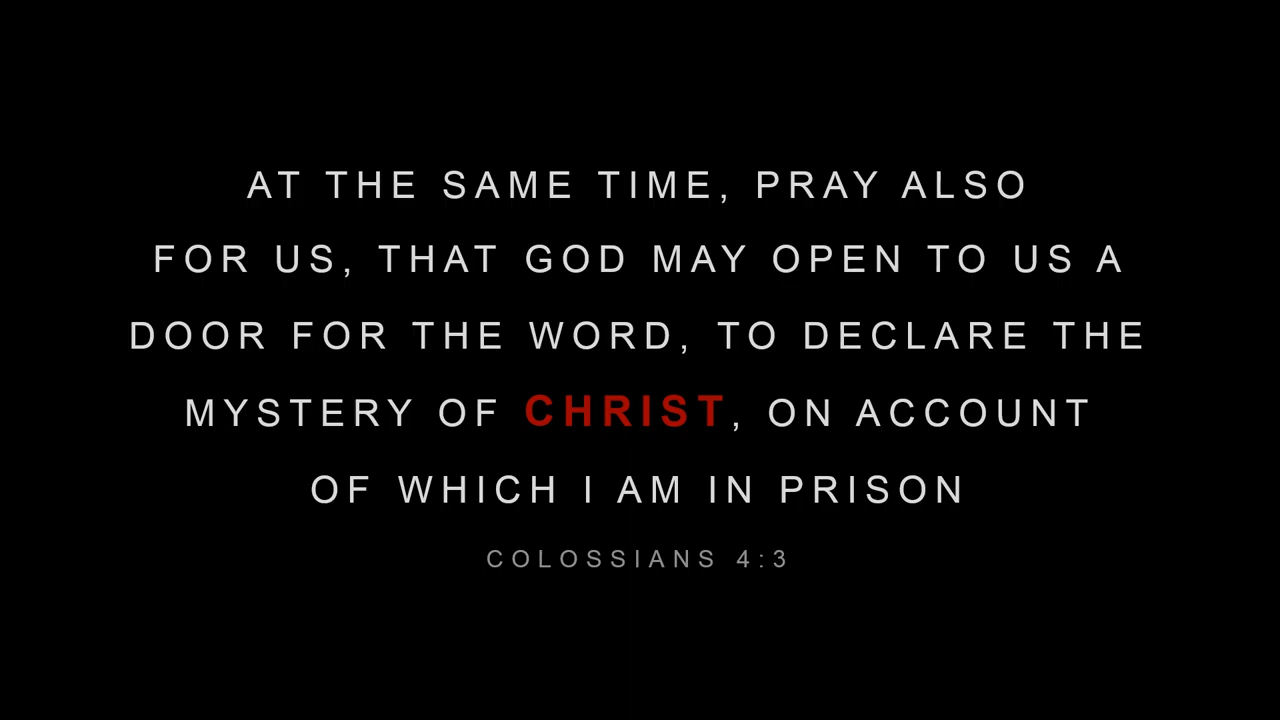 AT THE SAME TIME, PRAY ALSO
FOR US, THAT GOD MAY OPEN TO US A
DOOR FOR THE WORD, TO DECLARE THE
MYSTERY OF CHRIST, ON ACCOUNT
OF WHICH I AM IN PRISON
COLOSSIANS 4:3